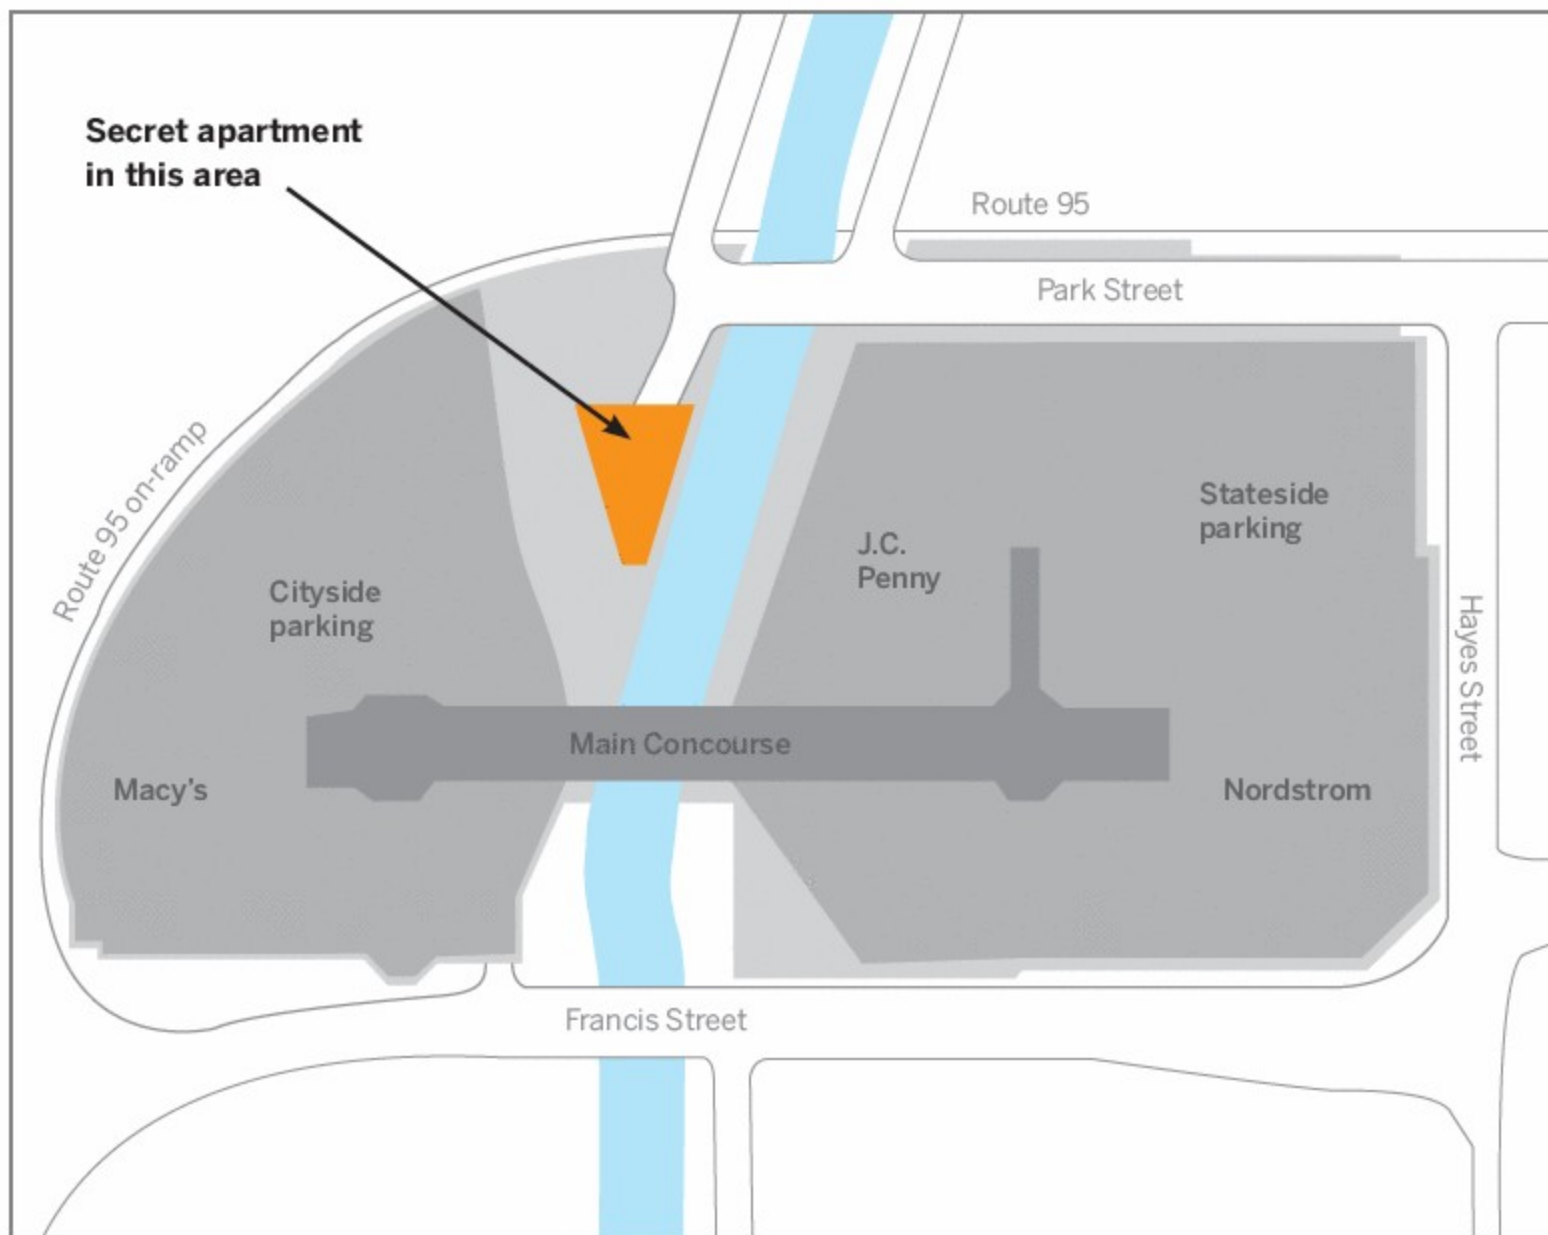 Secret apartment
in this area
Route 95
Park Street
Route 95 on-ramp
Stateside
parking
J.C.
Penny
Cityside
parking
Hayes Street
Main Concourse
Macy's
Nordstrom
Francis Street